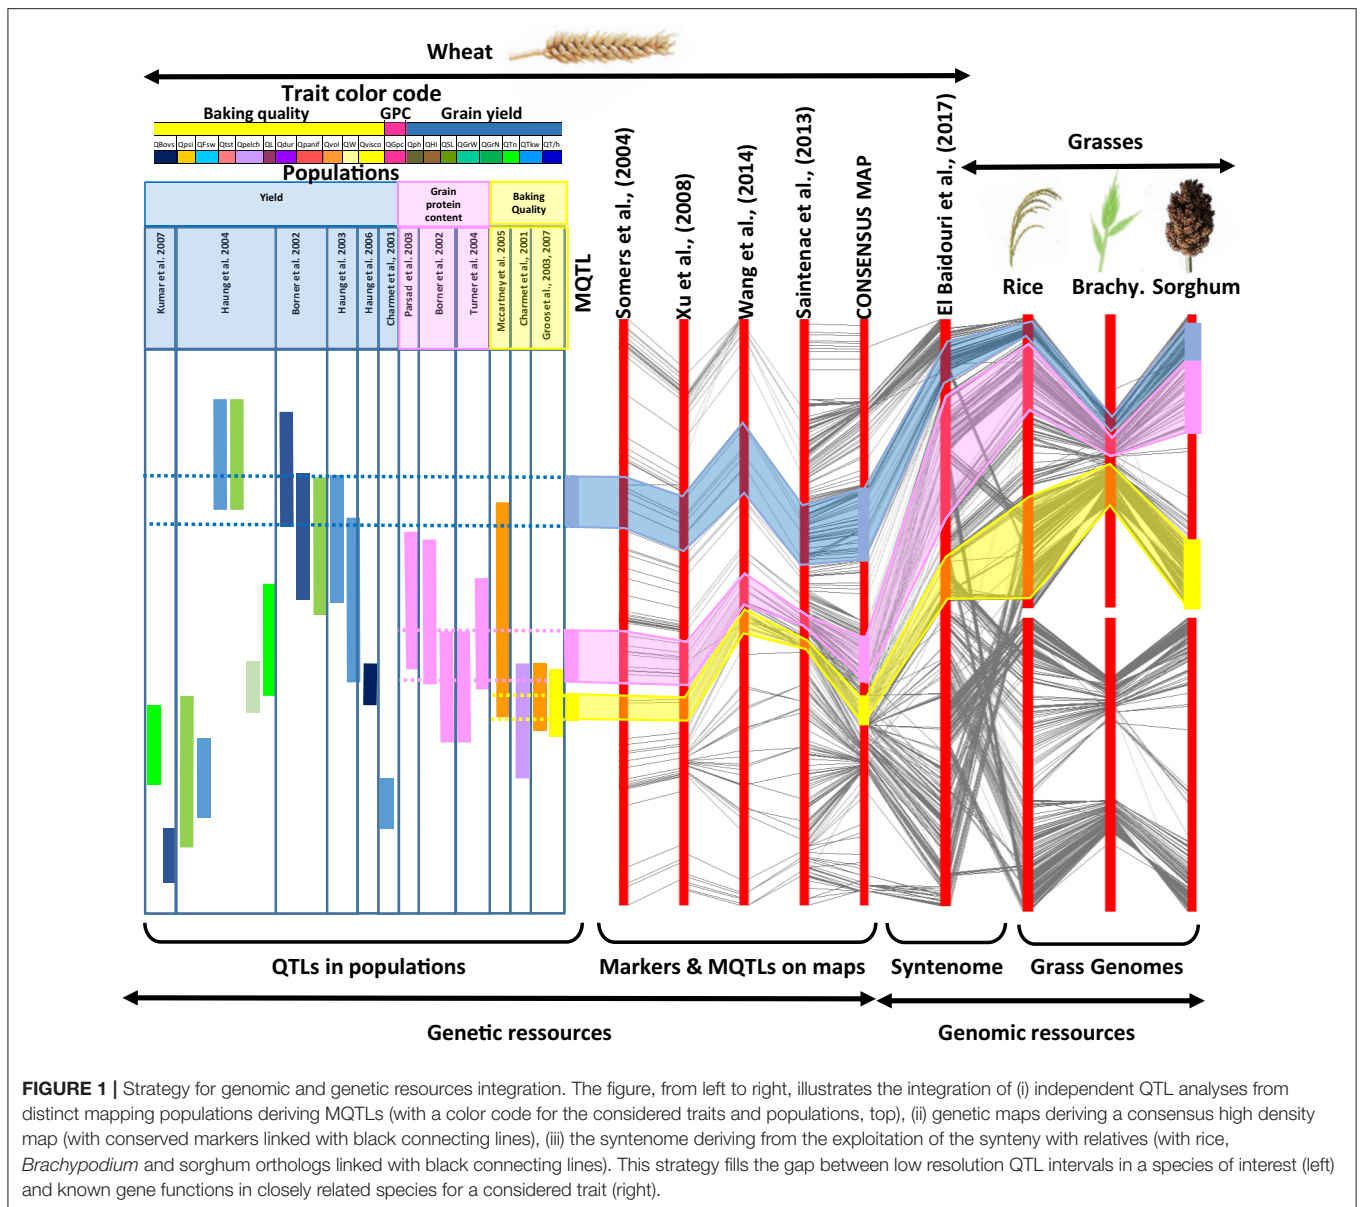 Wheat
Trait color code
Baking quality GPC Grain yield
QBovs Qpsi QFsw Qtst Qpelch QL Qdur Qpanif Qvol QW Qvisco QGpc Qph QHI QSL QGrW QGrN QTn QTkw QT/h
Populations
Yield
Grain
protein
content
Baking
Quality
Kumar et al. 2007
Haung et al. 2004
Borner et al. 2002
Haung et al. 2003
Haung et al. 2006
Charmet et al., 2001
Parsad et al. 2003
Borner et al. 2002
Turner et al. 2004
Mccartney et al. 2005
Charmet et al., 2001
Groos et al., 2003, 2007
MQTL
Somers et al., (2004)
Xu et al., (2008)
Wang et al., (2014)
Saintenac et al., (2013)
CONSENSUS MAP
El Baidouri et al., (2017)
Grasses
Rice Brachy. Sorghum
QTLs in populations
Markers & MQTLs on maps
Syntenome
Grass Genomes
Genetic ressources
Genomic ressources
FIGURE 1 | Strategy for genomic and genetic resources integration. The figure, from left to right, illustrates the integration of (i) independent QTL analyses from
distinct mapping populations deriving MQTLs (with a color code for the considered traits and populations, top), (ii) genetic maps deriving a consensus high density
map (with conserved markers linked with black connecting lines), (iii) the syntenome deriving from the exploitation of the synteny with relatives (with rice,
Brachypodium and sorghum orthologs linked with black connecting lines). This strategy fills the gap between low resolution QTL intervals in a species of interest (left)
and known gene functions in closely related species for a considered trait (right).